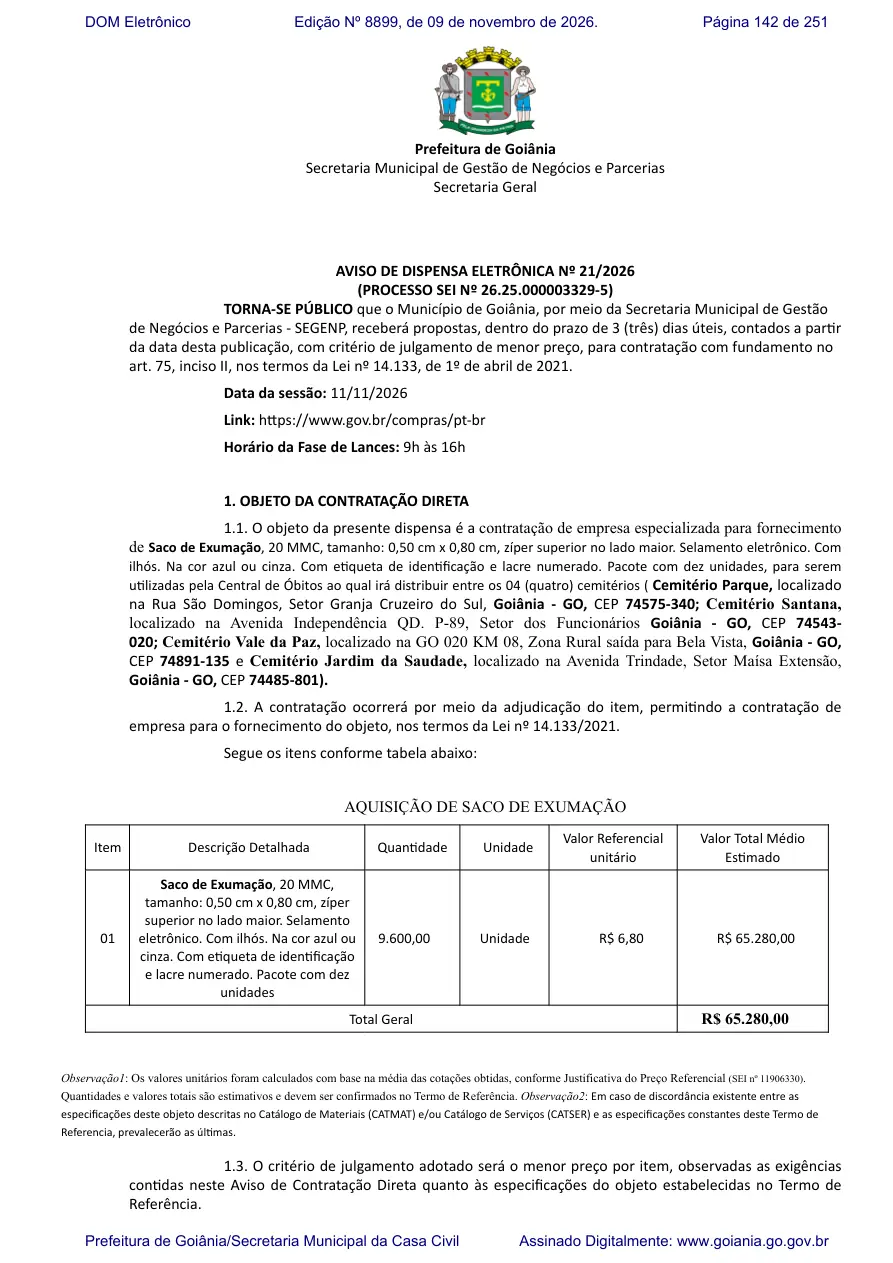 DOM Eletrônico Edição Nº 8899, de 09 de novembro de 2026. Página 142 de 251
Prefeitura de Goiânia
Secretaria Municipal de Gestão de Negócios e Parcerias
Secretaria Geral
AVISO DE DISPENSA ELETRÔNICA Nº 21/2026
(PROCESSO SEI Nº 26.25.000003329-5)
TORNA-SE PÚBLICO que o Município de Goiânia, por meio da Secretaria Municipal de Gestão
de Negócios e Parcerias - SEGENP, receberá propostas, dentro do prazo de 3 (três) dias úteis, contados a partir
da data desta publicação, com critério de julgamento de menor preço, para contratação com fundamento no
art. 75, inciso II, nos termos da Lei nº 14.133, de 1º de abril de 2021.
Data da sessão: 11/11/2026
Link: https://www.gov.br/compras/pt-br
Horário da Fase de Lances: 9h às 16h
1. OBJETO DA CONTRATAÇÃO DIRETA
1.1. O objeto da presente dispensa é a contratação de empresa especializada para fornecimento
de Saco de Exumação, 20 MMC, tamanho: 0,50 cm x 0,80 cm, zíper superior no lado maior. Selamento eletrônico. Com
ilhós. Na cor azul ou cinza. Com etiqueta de identificação e lacre numerado. Pacote com dez unidades, para serem
utilizadas pela Central de Óbitos ao qual irá distribuir entre os 04 (quatro) cemitérios ( Cemitério Parque, localizado
na Rua São Domingos, Setor Granja Cruzeiro do Sul, Goiânia - GO, CEP 74575-340; Cemitério Santana,
localizado na Avenida Independência QD. P-89, Setor dos Funcionários Goiânia - GO, CEP 74543-
020; Cemitério Vale da Paz, localizado na GO 020 KM 08, Zona Rural saída para Bela Vista, Goiânia - GO,
CEP 74891-135 e Cemitério Jardim da Saudade, localizado na Avenida Trindade, Setor Maísa Extensão,
Goiânia - GO, CEP 74485-801).
1.2. A contratação ocorrerá por meio da adjudicação do item, permitindo a contratação de
empresa para o fornecimento do objeto, nos termos da Lei nº 14.133/2021.
Segue os itens conforme tabela abaixo:
AQUISIÇÃO DE SACO DE EXUMAÇÃO
Item Descrição Detalhada Quantidade Unidade Valor Referencial unitário Valor Total Médio Estimado
Saco de Exumação, 20 MMC,
tamanho: 0,50 cm x 0,80 cm, zíper
superior no lado maior. Selamento
01 eletrônico. Com ilhós. Na cor azul ou 9.600,00 Unidade R$ 6,80 R$ 65.280,00
cinza. Com etiqueta de identificação
e lacre numerado. Pacote com dez
unidades
Total Geral R$ 65.280,00
Observação1: Os valores unitários foram calculados com base na média das cotações obtidas, conforme Justificativa do Preço Referencial (SEI nº 11906330).
Quantidades e valores totais são estimativos e devem ser confirmados no Termo de Referência. Observação2: Em caso de discordância existente entre as
especificações deste objeto descritas no Catálogo de Materiais (CATMAT) e/ou Catálogo de Serviços (CATSER) e as especificações constantes deste Termo de
Referencia, prevalecerão as últimas.
1.3. O critério de julgamento adotado será o menor preço por item, observadas as exigências
contidas neste Aviso de Contratação Direta quanto às especificações do objeto estabelecidas no Termo de
Referência.
Prefeitura de Goiânia/Secretaria Municipal da Casa Civil Assinado Digitalmente: www.goiania.go.gov.br